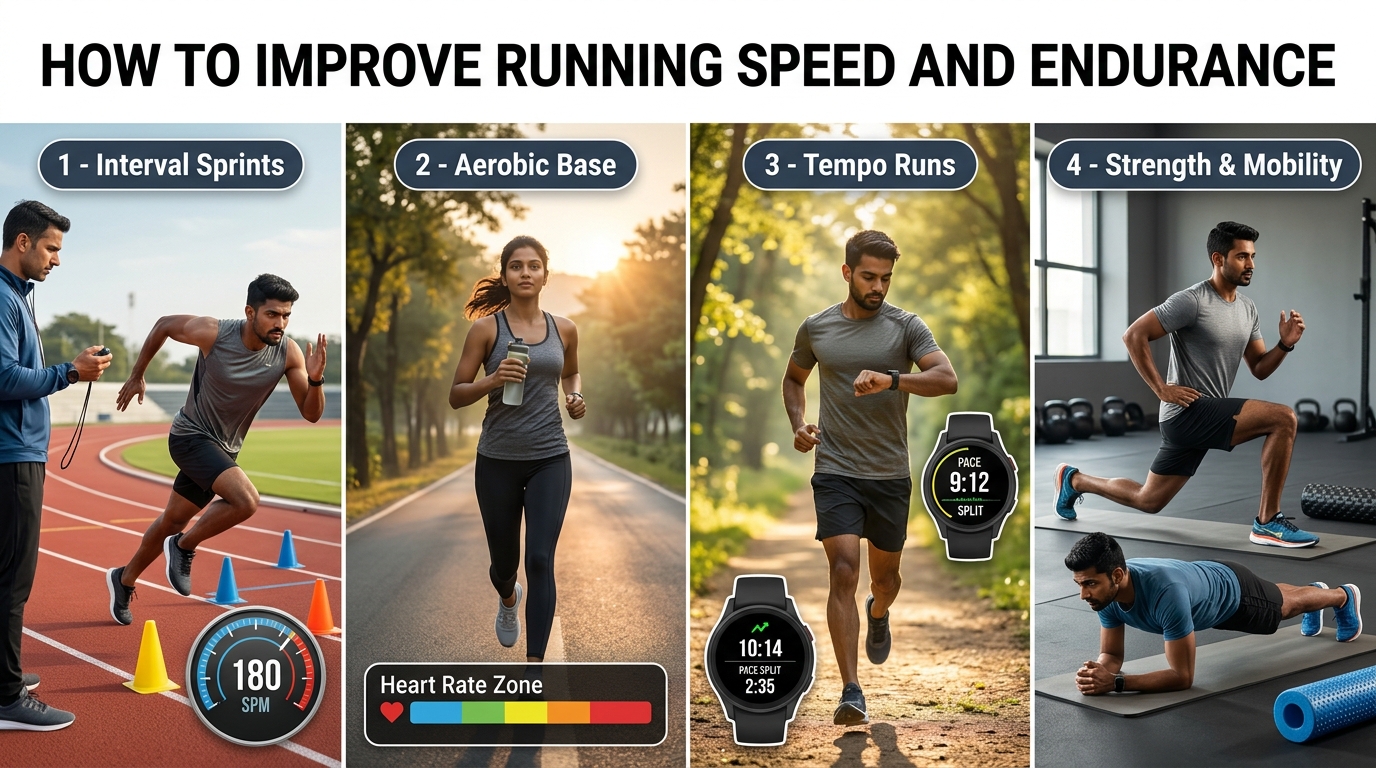 HOW TO IMPROVE RUNNING SPEED AND ENDURANCE
1 - Interval Sprints
180
SPM
2 - Aerobic Base
Heart Rate Zone
3 - Tempo Runs
PACE
9:12
SPLIT
10:14
PACE SPLIT
2:35
4 - Strength & Mobility